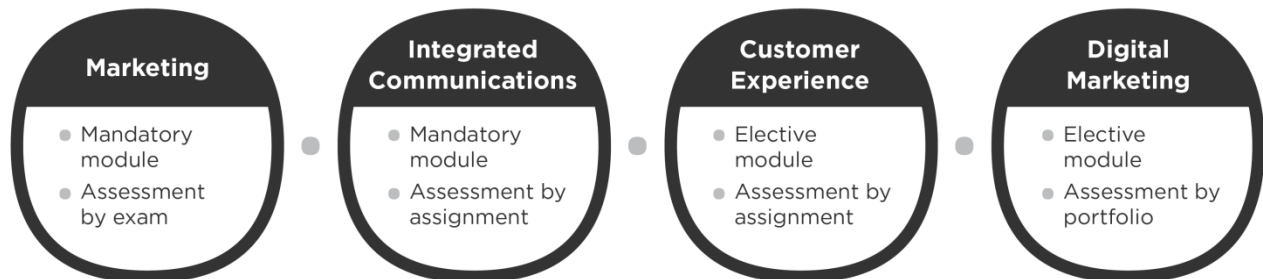 Marketing
Mandatory
module
Assessment
by exam
Integrated
Communications
Mandatory
module
Assessment by
assignment
Customer
Experience
Elective
module
Assessment by
assignment
Digital
Marketing
Elective
module
Assessment by
portfolio